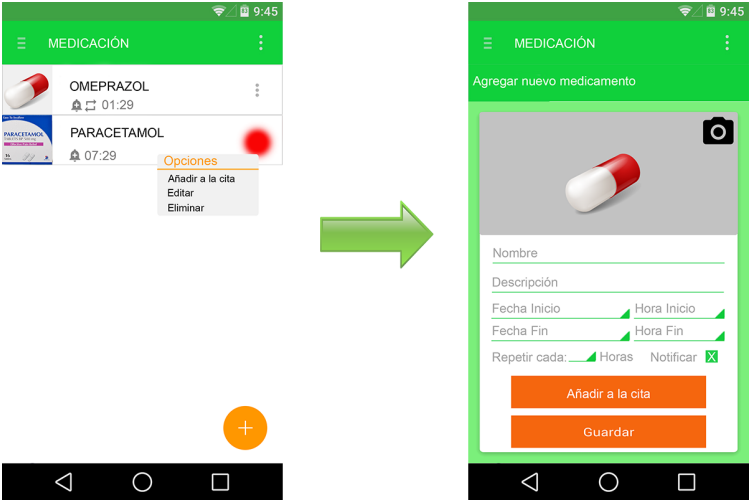 9:45
MEDICACIÓN
OMEPRAZOL
01:29
PARACETAMOL
PARACETAMOL
07:29
16
Opciones
Añadir a la cita
Editar
Eliminar
9:45
MEDICACIÓN
Agregar nuevo medicamento
Nombre
Descripción
Fecha Inicio Hora Inicio
Fecha Fin Hora Fin
Repetir cada: Horas Notificar X
Añadir a la cita
Guardar